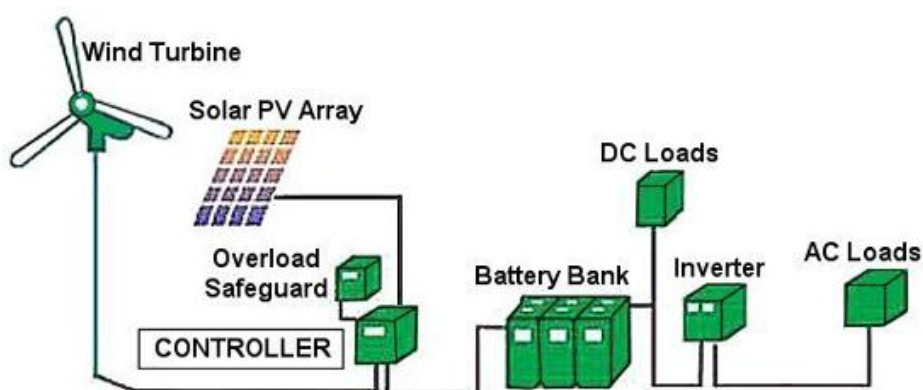 Wind Turbine
Solar PV Array
DC Loads
Overload
Safeguard
Battery Bank
Inverter
AC Loads
CONTROLLER